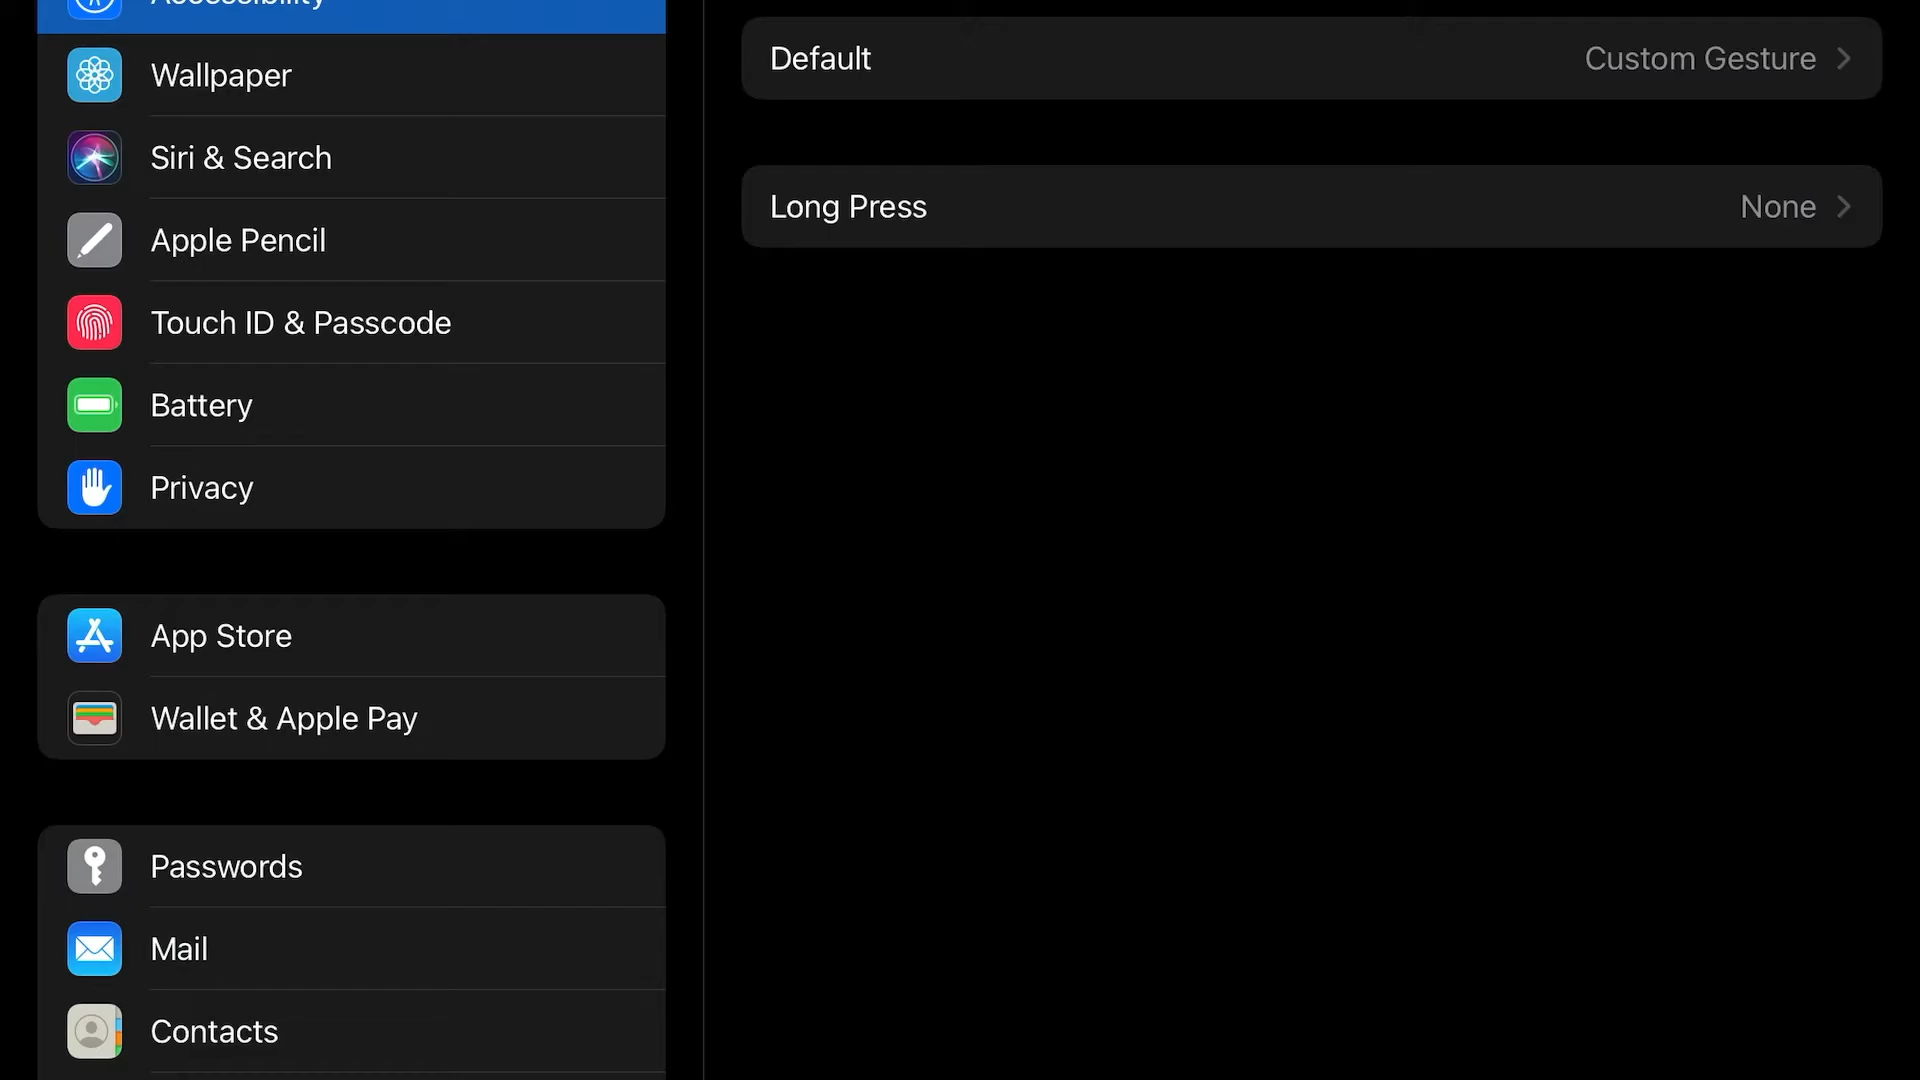 Accessibility
Wallpaper
Siri & Search
Apple Pencil
Touch ID & Passcode
Battery
Privacy
App Store
Wallet & Apple Pay
Passwords
Mail
Contacts
Default Custom Gesture
Long Press None